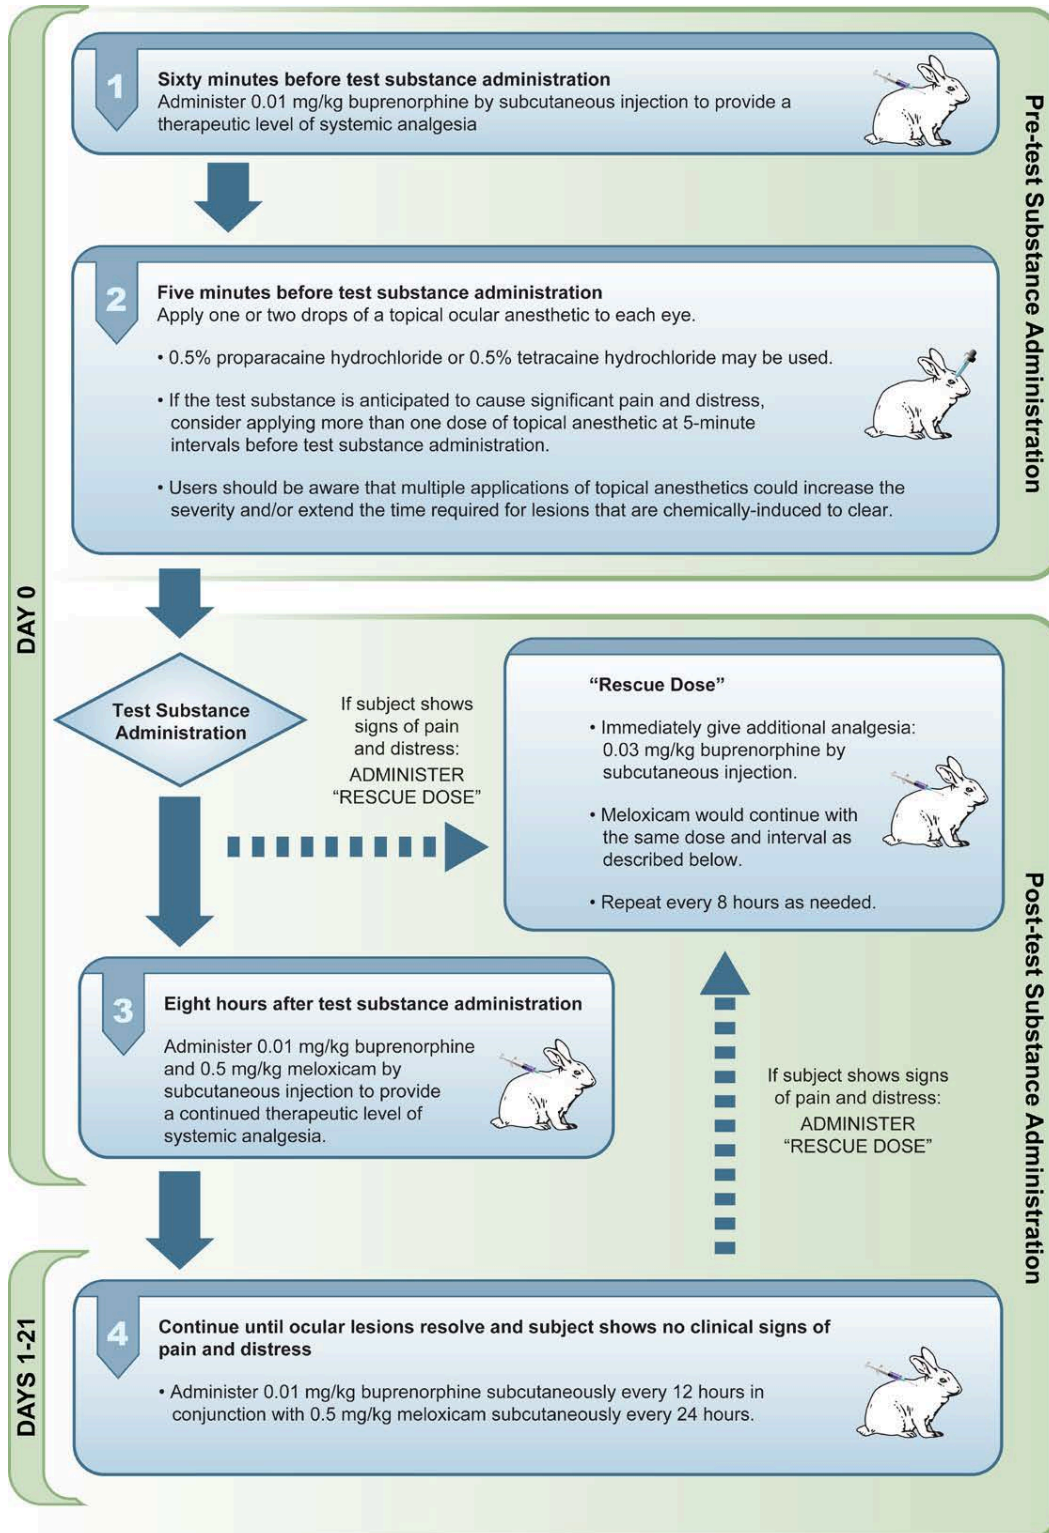 Pre-test Substance Administration
DAY 0
1
Sixty minutes before test substance administration
Administer 0.01 mg/kg buprenorphine by subcutaneous injection to provide a
therapeutic level of systemic analgesia
2
Five minutes before test substance administration
Apply one or two drops of a topical ocular anesthetic to each eye.
• 0.5% proparacaine hydrochloride or 0.5% tetracaine hydrochloride may be used.
• If the test substance is anticipated to cause significant pain and distress,
consider applying more than one dose of topical anesthetic at 5-minute
intervals before test substance administration.
• Users should be aware that multiple applications of topical anesthetics could increase the
severity and/or extend the time required for lesions that are chemically-induced to clear.
Post-test Substance Administration
Test Substance
Administration
If subject shows
signs of pain
and distress:
ADMINISTER
“RESCUE DOSE”
“Rescue Dose”
• Immediately give additional analgesia:
0.03 mg/kg buprenorphine by
subcutaneous injection.
• Meloxicam would continue with
the same dose and interval as
described below.
• Repeat every 8 hours as needed.
3
Eight hours after test substance administration
Administer 0.01 mg/kg buprenorphine
and 0.5 mg/kg meloxicam by
subcutaneous injection to provide
a continued therapeutic level of
systemic analgesia.
If subject shows signs
of pain and distress:
ADMINISTER
“RESCUE DOSE”
DAYS 1-21
4
Continue until ocular lesions resolve and subject shows no clinical signs of
pain and distress
• Administer 0.01 mg/kg buprenorphine subcutaneously every 12 hours in
conjunction with 0.5 mg/kg meloxicam subcutaneously every 24 hours.